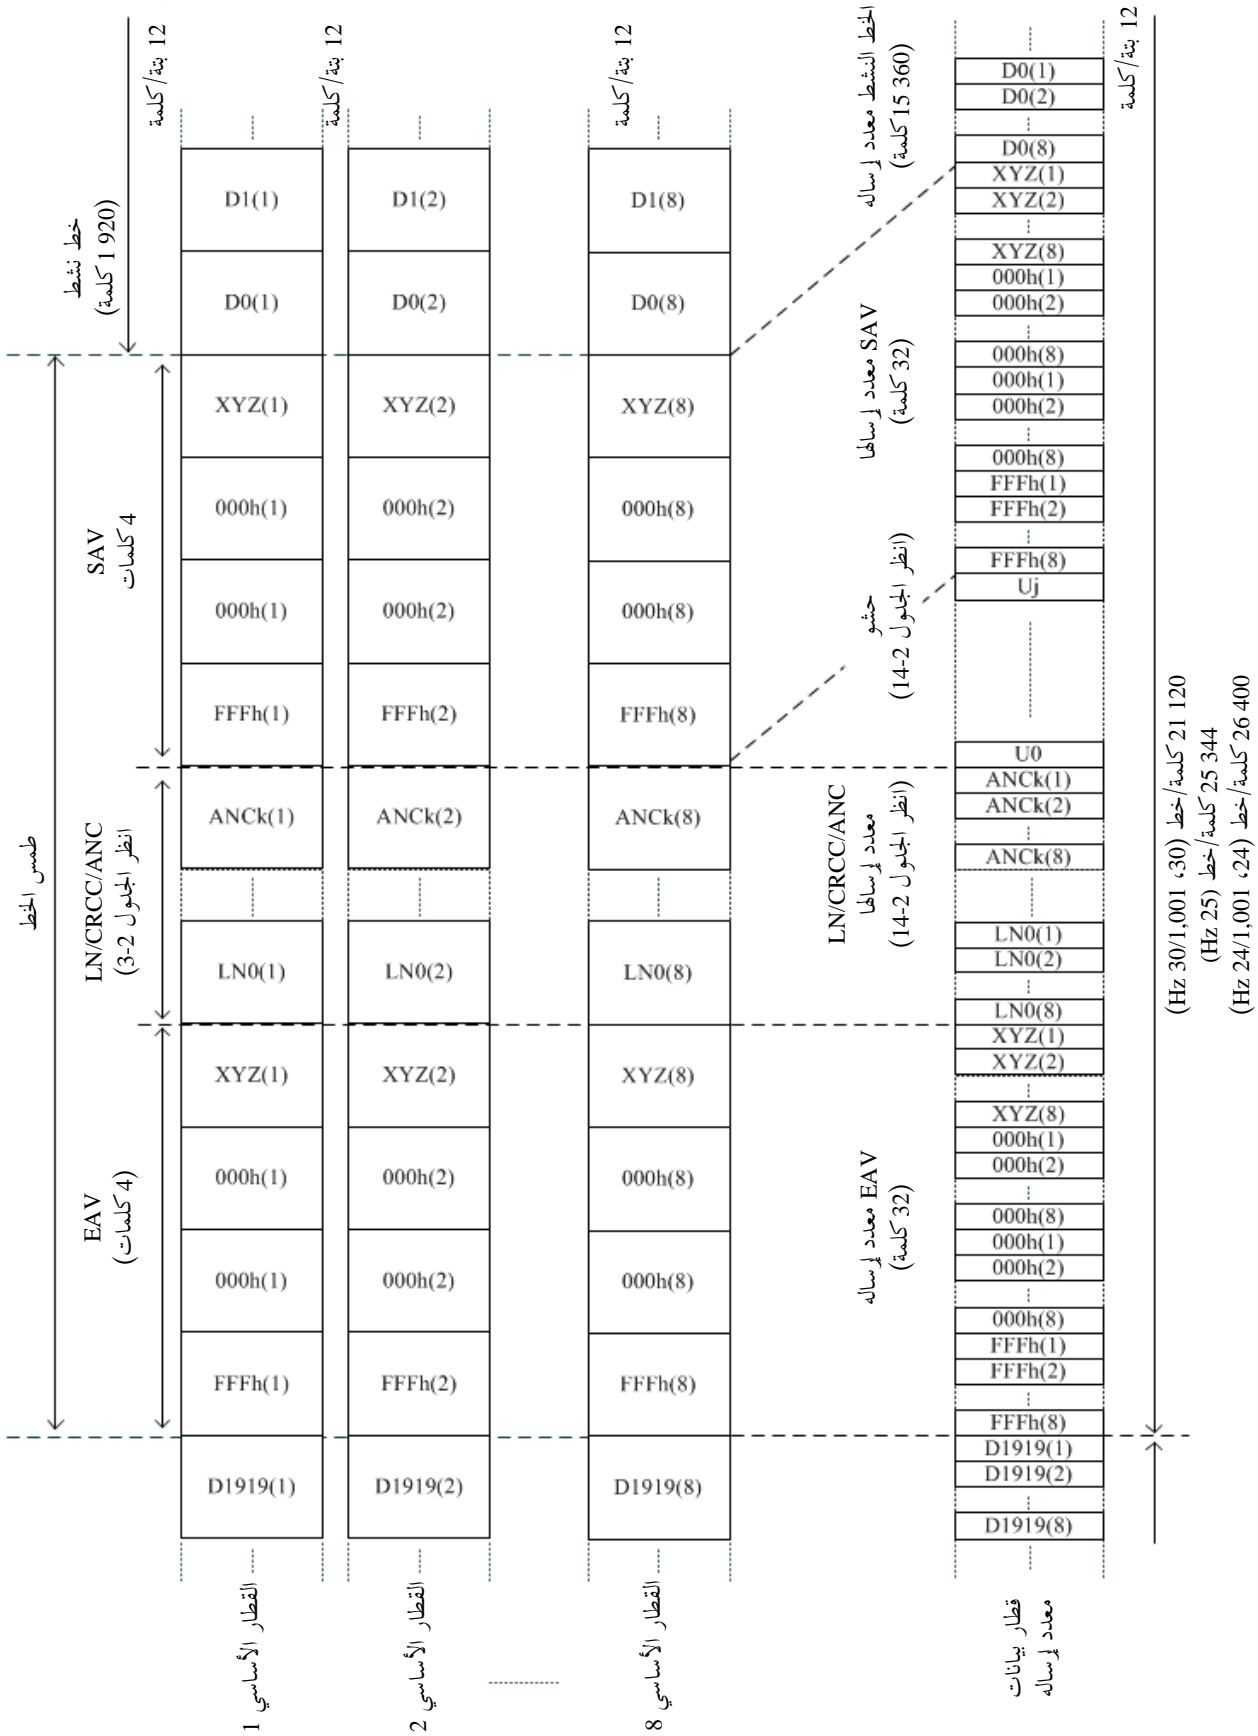 طمس الخط
خط نشط
(1 920 كلمة)
EAV
(4 كلمات)
LN/CRCC/ANC
(انظر الجدول 2-3)
SAV
4 كلمات
12 بتة/كلمة
القطار الأساسي 1
D1(1)
D0(1)
XYZ(1)
000h(1)
000h(1)
FFFh(1)
ANCk(1)
LN0(1)
XYZ(1)
000h(1)
000h(1)
FFFh(1)
D1919(1)
12 بتة/كلمة
القطار الأساسي 2
D1(2)
D0(2)
XYZ(2)
000h(2)
000h(2)
FFFh(2)
ANCk(2)
LN0(2)
XYZ(2)
000h(2)
000h(2)
FFFh(2)
D1919(2)
12 بتة/كلمة
القطار الأساسي 8
D1(8)
D0(8)
XYZ(8)
000h(8)
000h(8)
FFFh(8)
ANCk(8)
LN0(8)
XYZ(8)
000h(8)
000h(8)
FFFh(8)
D1919(8)
EAV معدد إرساله
(32 كلمة)
LN/CRCC/ANC
معدد إرسالها
(انظر الجدول 2-14)
حشو
(انظر الجدول 2-14)
SAV معدد إرسالها
(32 كلمة)
الخط النشط معدد إرساله
(15 360 كلمة)
قطار بيانات
معدد إرساله
D0(1)
D0(2)
D0(8)
XYZ(1)
XYZ(2)
XYZ(8)
000h(1)
000h(2)
000h(8)
000h(1)
000h(2)
000h(8)
FFFh(1)
FFFh(2)
FFFh(8)
Uj
U0
ANCk(1)
ANCk(2)
ANCk(8)
LN0(1)
LN0(2)
LN0(8)
XYZ(1)
XYZ(2)
XYZ(8)
000h(1)
000h(2)
000h(8)
000h(1)
000h(2)
000h(8)
FFFh(1)
FFFh(2)
FFFh(8)
D1919(1)
D1919(2)
D1919(8)
12 بتة/كلمة
21 120 كلمة/خط (30، 30/1,001 Hz)
25 344 كلمة/خط (25 Hz)
26 400 كلمة/خط (24، 24/1,001 Hz)